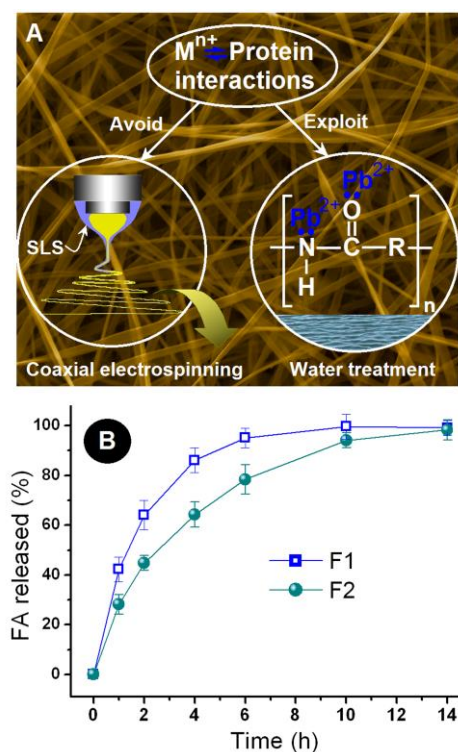 A
Mⁿ⁺ ⇌ Protein
interactions
Avoid
Exploit
SLS
Pb²⁺
Pb²⁺
O
N
C
R
H
n
Coaxial electrospinning
Water treatment
B
FA released (%)
100
80
60
40
20
0
F1
F2
0
2
4
6
8
10
12
14
Time (h)